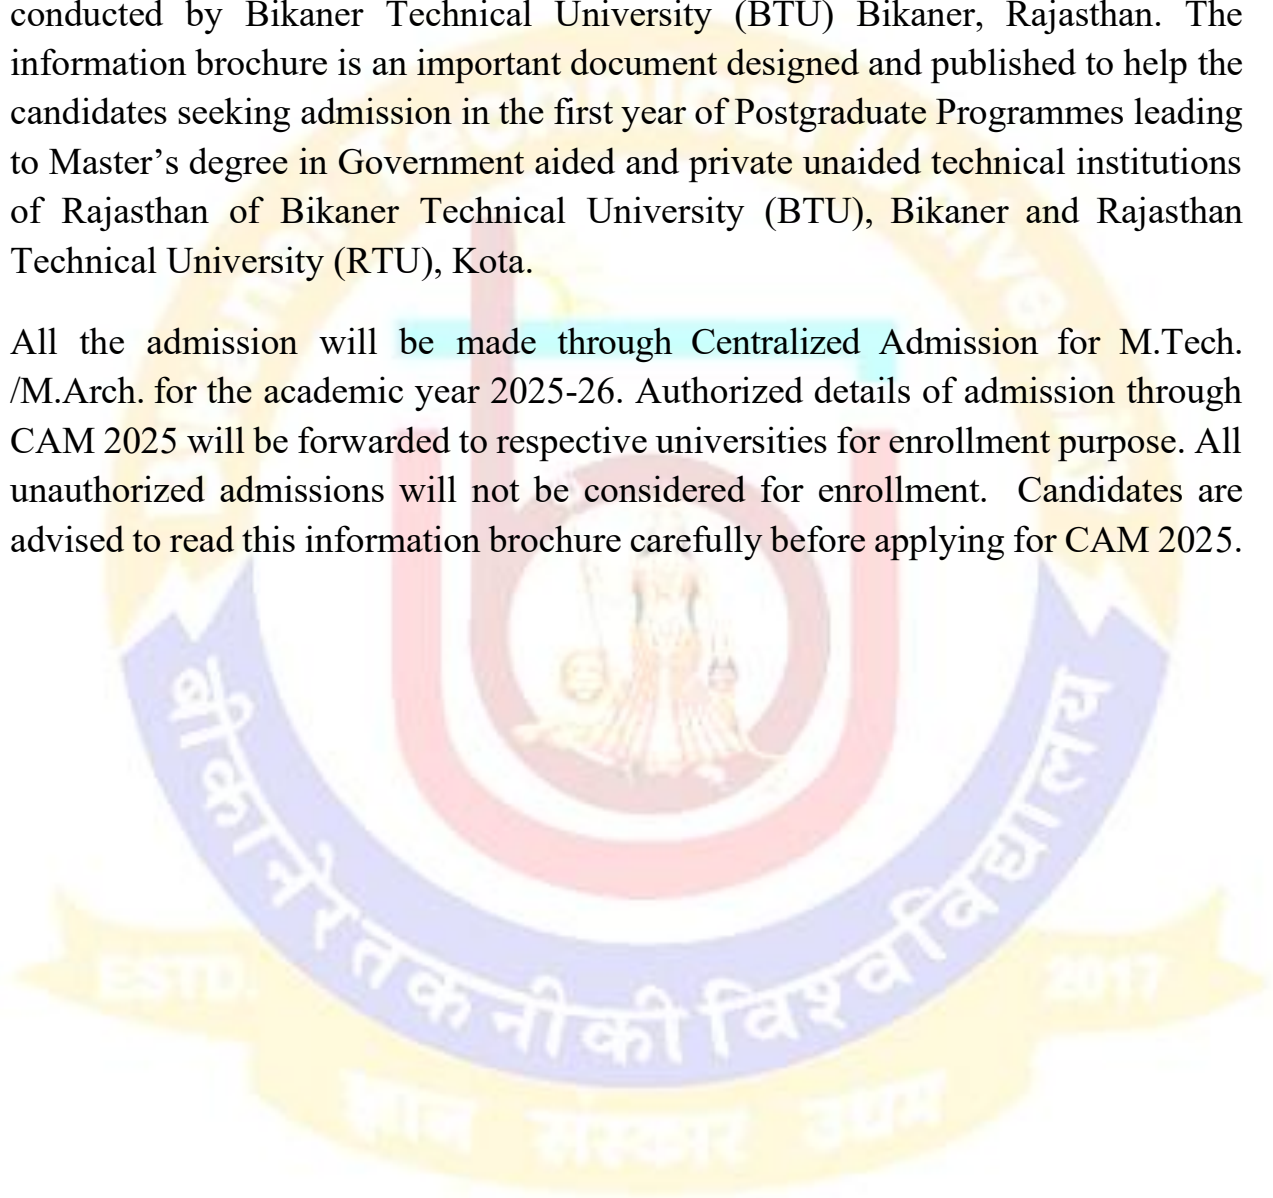 conducted by Bikaner Technical University (BTU) Bikaner, Rajasthan. The
information brochure is an important document designed and published to help the
candidates seeking admission in the first year of Postgraduate Programmes leading
to Master’s degree in Government aided and private unaided technical institutions
of Rajasthan of Bikaner Technical University (BTU), Bikaner and Rajasthan
Technical University (RTU), Kota.
All the admission will be made through Centralized Admission for M.Tech.
/M.Arch. for the academic year 2025-26. Authorized details of admission through
CAM 2025 will be forwarded to respective universities for enrollment purpose. All
unauthorized admissions will not be considered for enrollment. Candidates are
advised to read this information brochure carefully before applying for CAM 2025.
Bikaner Technical University
बीकानेर तकनीकी विश्वविद्यालय
ESTD. 2017
ज्ञान संस्कार उद्यम